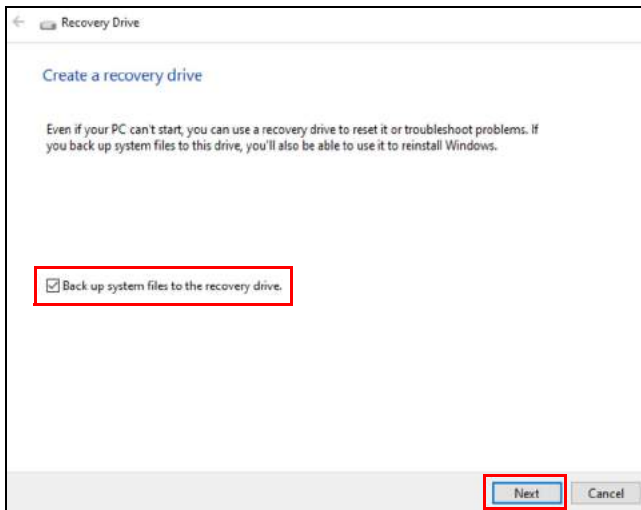 Recovery Drive
Create a recovery drive
Even if your PC can't start, you can use a recovery drive to reset it or troubleshoot problems. If
you back up system files to this drive, you'll also be able to use it to reinstall Windows.
Back up system files to the recovery drive.
Next Cancel